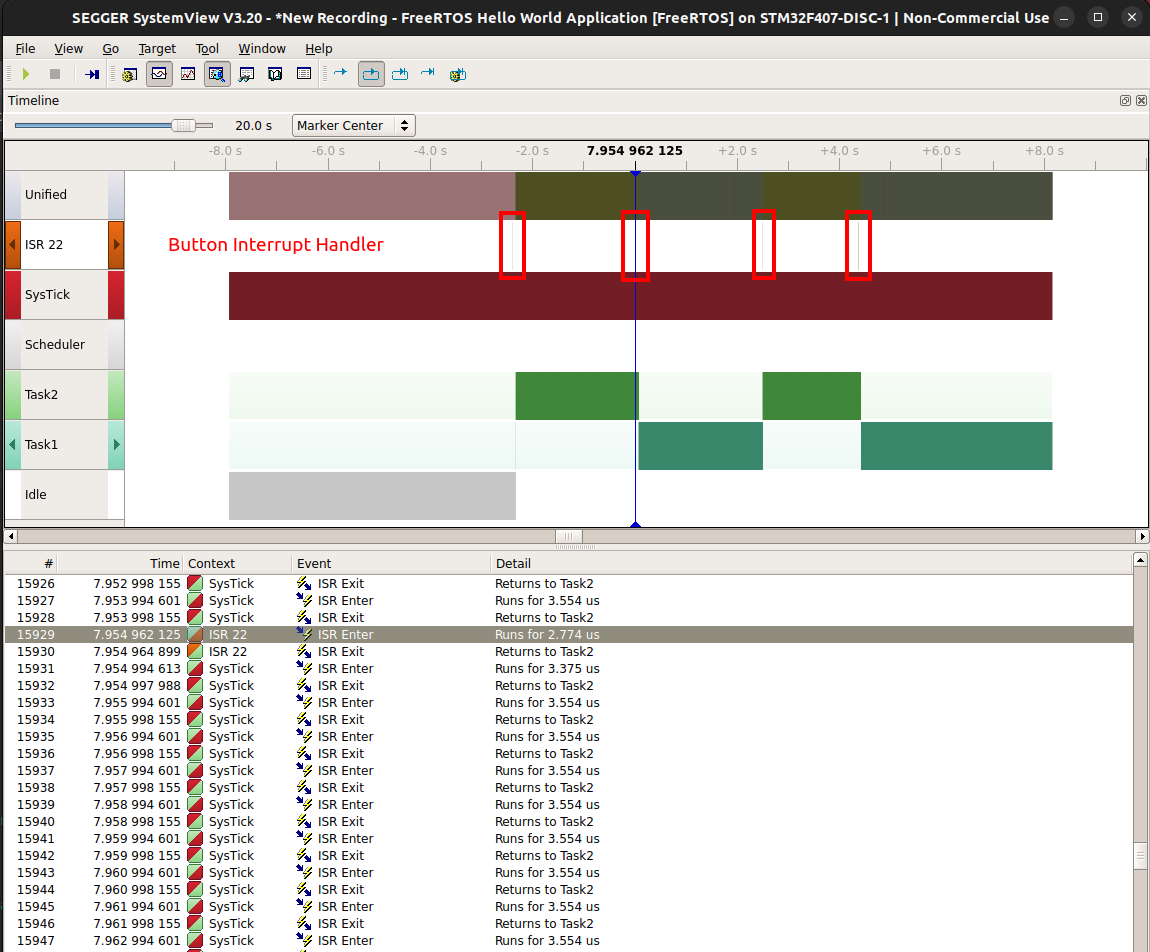 SEGGER SystemView V3.20 - *New Recording - FreeRTOS Hello World Application [FreeRTOS] on STM32F407-DISC-1 | Non-Commercial Use
File View Go Target Tool Window Help
Timeline
20.0 s Marker Center
-8.0 s -6.0 s -4.0 s -2.0 s 7.954 962 125 +2.0 s +4.0 s +6.0 s +8.0 s
Unified
ISR 22 Button Interrupt Handler
SysTick
Scheduler
Task2
Task1
Idle
# Time Context Event Detail
15926 7.952 998 155 SysTick ISR Exit Returns to Task2
15927 7.953 994 601 SysTick ISR Enter Runs for 3.554 us
15928 7.953 998 155 SysTick ISR Exit Returns to Task2
15929 7.954 962 125 ISR 22 ISR Enter Runs for 2.774 us
15930 7.954 964 899 ISR 22 ISR Exit Returns to Task2
15931 7.954 994 613 SysTick ISR Enter Runs for 3.375 us
15932 7.954 997 988 SysTick ISR Exit Returns to Task2
15933 7.955 994 601 SysTick ISR Enter Runs for 3.554 us
15934 7.955 998 155 SysTick ISR Exit Returns to Task2
15935 7.956 994 601 SysTick ISR Enter Runs for 3.554 us
15936 7.956 998 155 SysTick ISR Exit Returns to Task2
15937 7.957 994 601 SysTick ISR Enter Runs for 3.554 us
15938 7.957 998 155 SysTick ISR Exit Returns to Task2
15939 7.958 994 601 SysTick ISR Enter Runs for 3.554 us
15940 7.958 998 155 SysTick ISR Exit Returns to Task2
15941 7.959 994 601 SysTick ISR Enter Runs for 3.554 us
15942 7.959 998 155 SysTick ISR Exit Returns to Task2
15943 7.960 994 601 SysTick ISR Enter Runs for 3.554 us
15944 7.960 998 155 SysTick ISR Exit Returns to Task2
15945 7.961 994 601 SysTick ISR Enter Runs for 3.554 us
15946 7.961 998 155 SysTick ISR Exit Returns to Task2
15947 7.962 994 601 SysTick ISR Enter Runs for 3.554 us